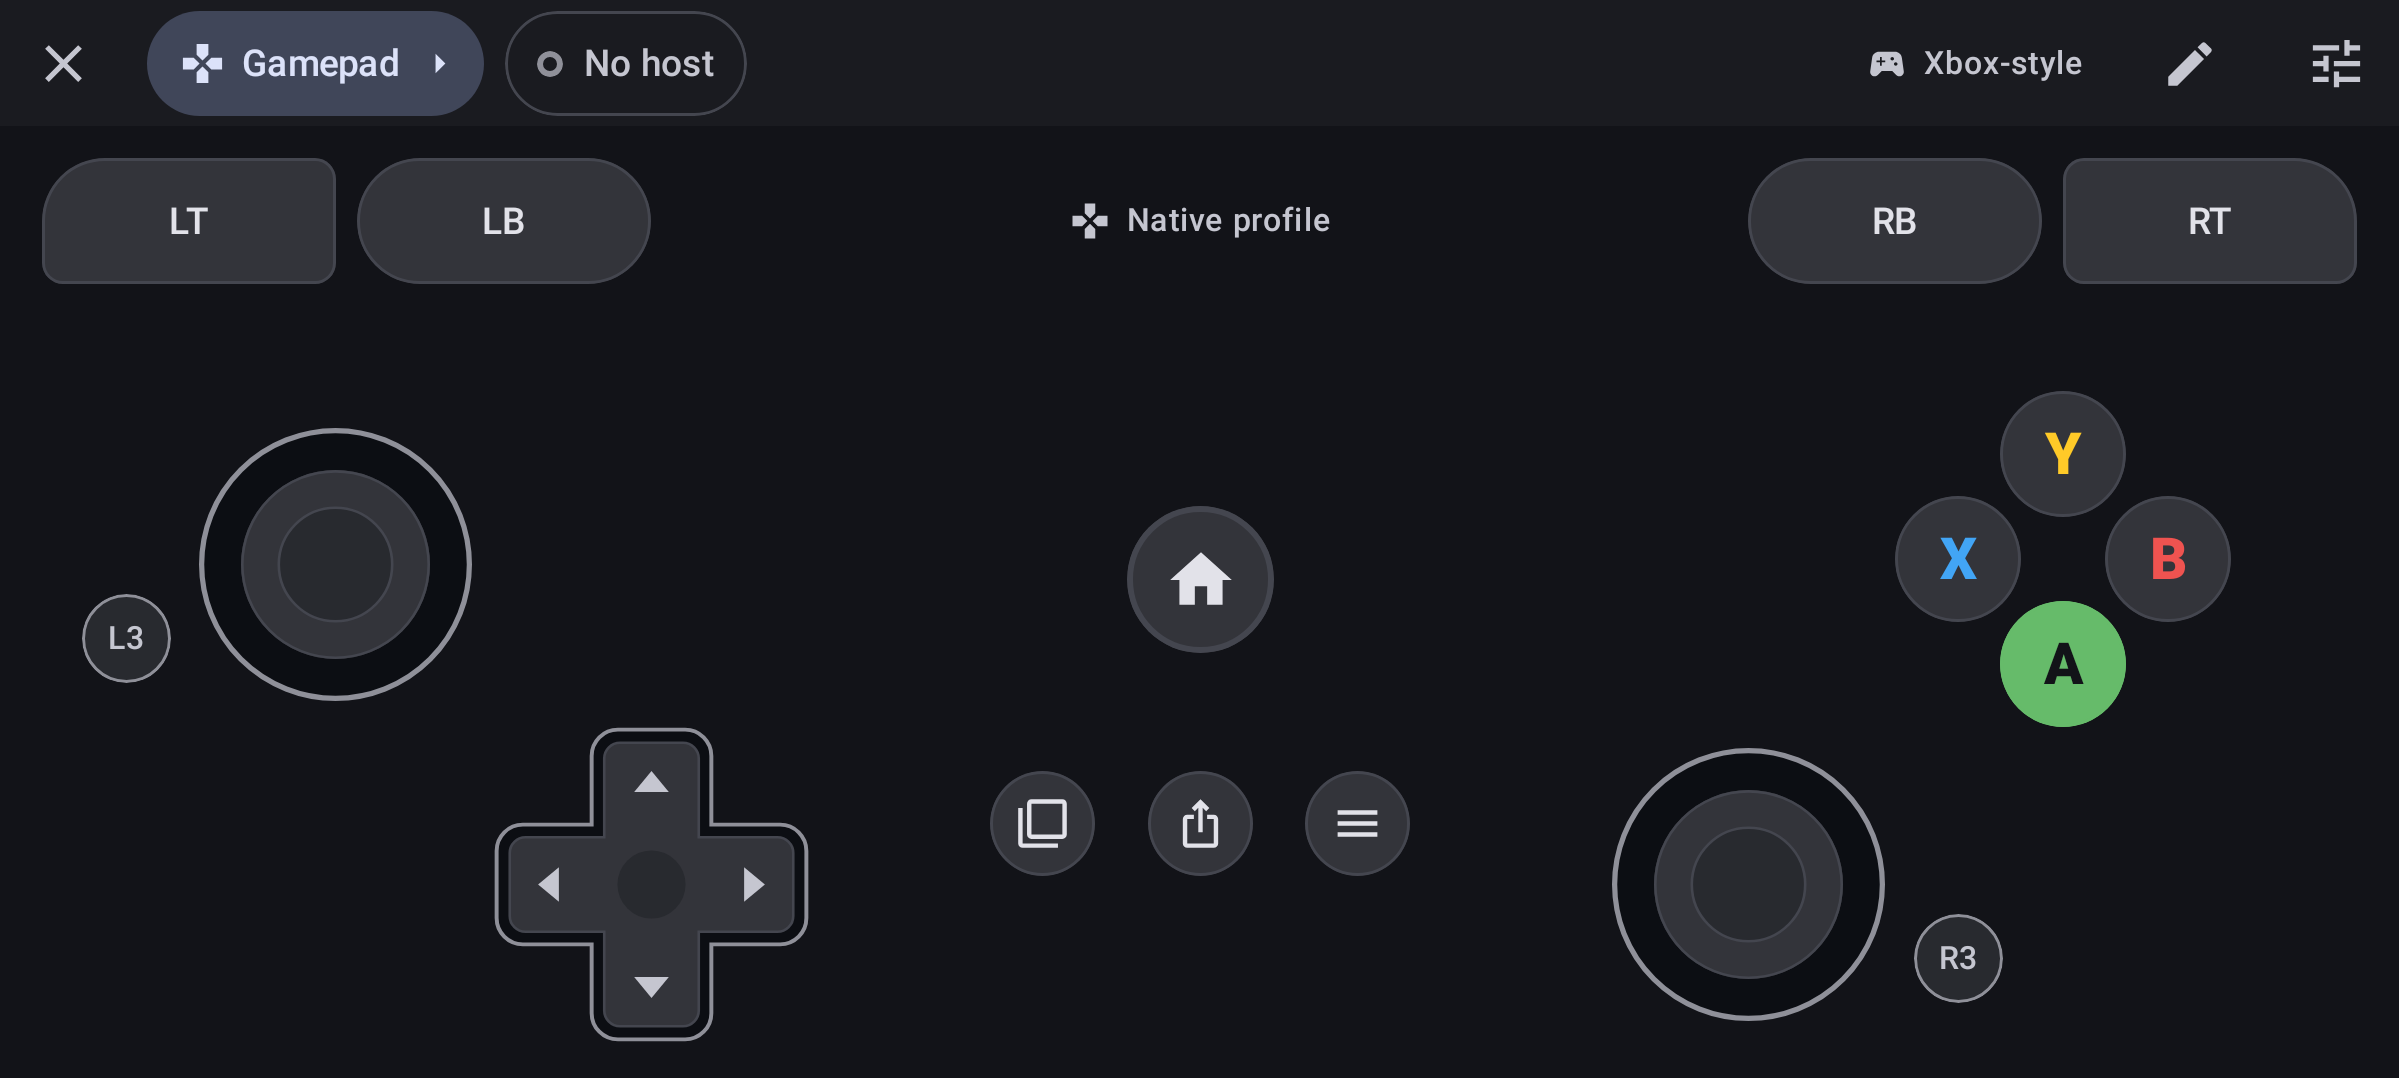 Gamepad
No host
Xbox-style
LT
LB
Native profile
RB
RT
Y
X
B
A
L3
R3